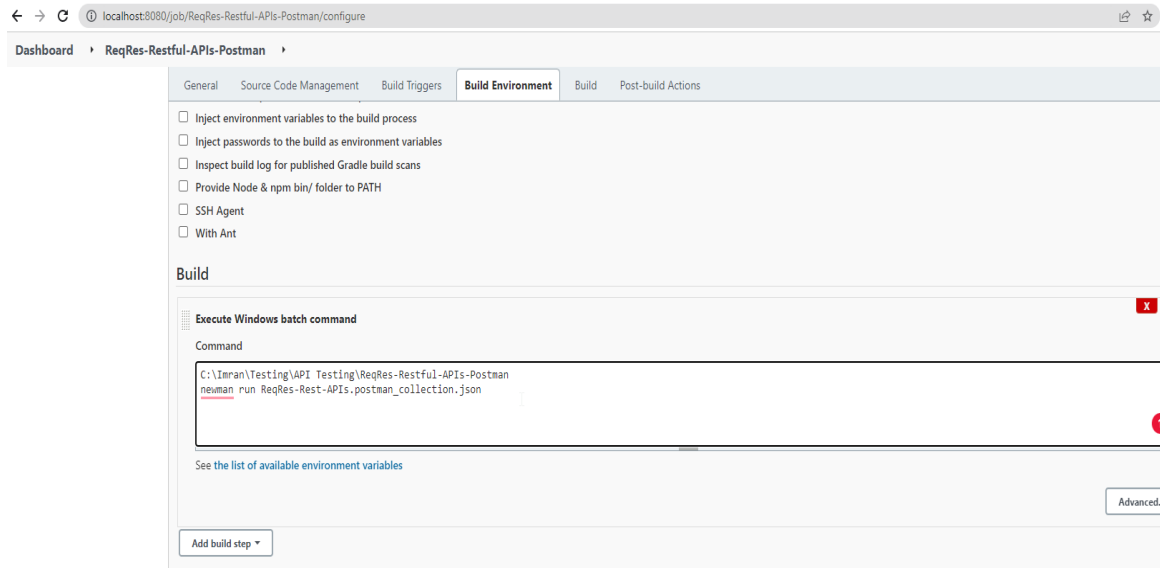 localhost:8080/job/ReqRes-Restful-APIs-Postman/configure
Dashboard ReqRes-Restful-APIs-Postman
General Source Code Management Build Triggers Build Environment Build Post-build Actions
Inject environment variables to the build process
Inject passwords to the build as environment variables
Inspect build log for published Gradle build scans
Provide Node & npm bin/ folder to PATH
SSH Agent
With Ant
Build
X
Execute Windows batch command
Command
C:\Imran\Testing\API Testing\ReqRes-Restful-APIs-Postman
newman run ReqRes-Rest-APIs.postman_collection.json
See the list of available environment variables
Advanced.
Add build step